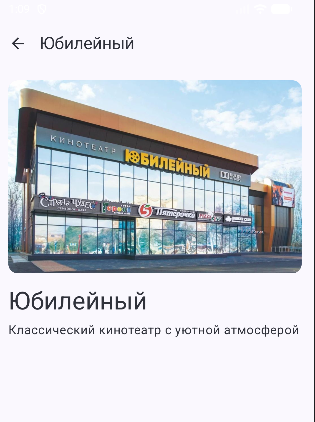 Юбилейный
КИНОТЕАТР
ЮБИЛЕЙНЫЙ
Страна Чудес
Пятёрочка
Юбилейный
Классический кинотеатр с уютной атмосферой